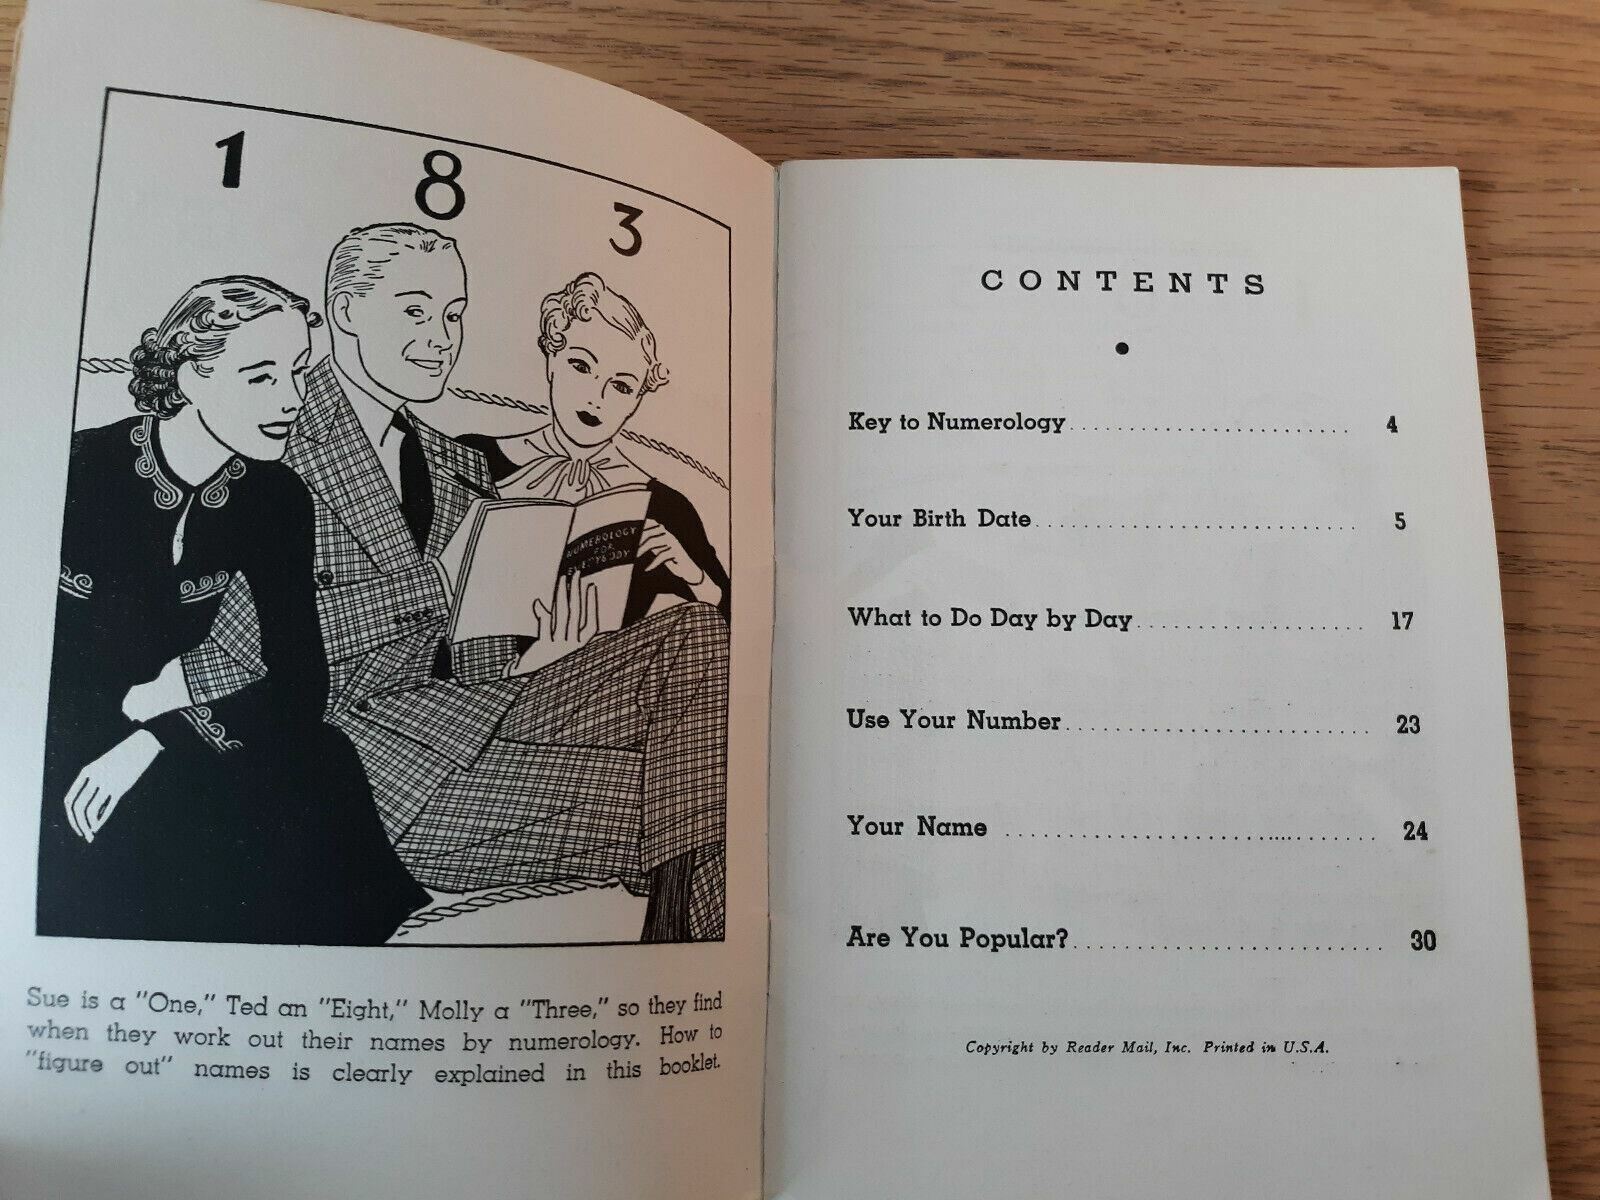 1 8 3
NUMEROLOGY
FOR
EVERYBODY
Sue is a "One," Ted an "Eight," Molly a "Three," so they find
when they work out their names by numerology. How to
"figure out" names is clearly explained in this booklet.
CONTENTS
•
Key to Numerology........................ 4
Your Birth Date........................... 5
What to Do Day by Day................... 17
Use Your Number.......................... 23
Your Name ............................... 24
Are You Popular?.......................... 30
Copyright by Reader Mail, Inc. Printed in U.S.A.